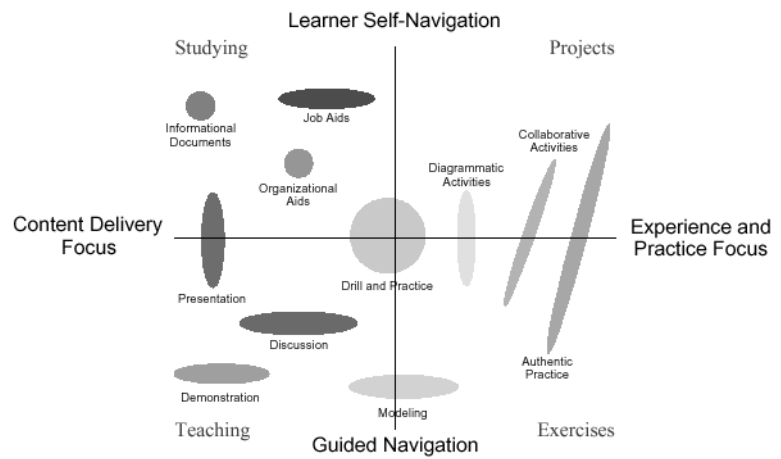 Learner Self-Navigation
Studying
Projects
Informational
Documents
Job Aids
Collaborative
Activities
Organizational
Aids
Diagrammatic
Activities
Content Delivery
Focus
Experience and
Practice Focus
Presentation
Drill and Practice
Discussion
Authentic
Practice
Demonstration
Modeling
Teaching
Guided Navigation
Exercises